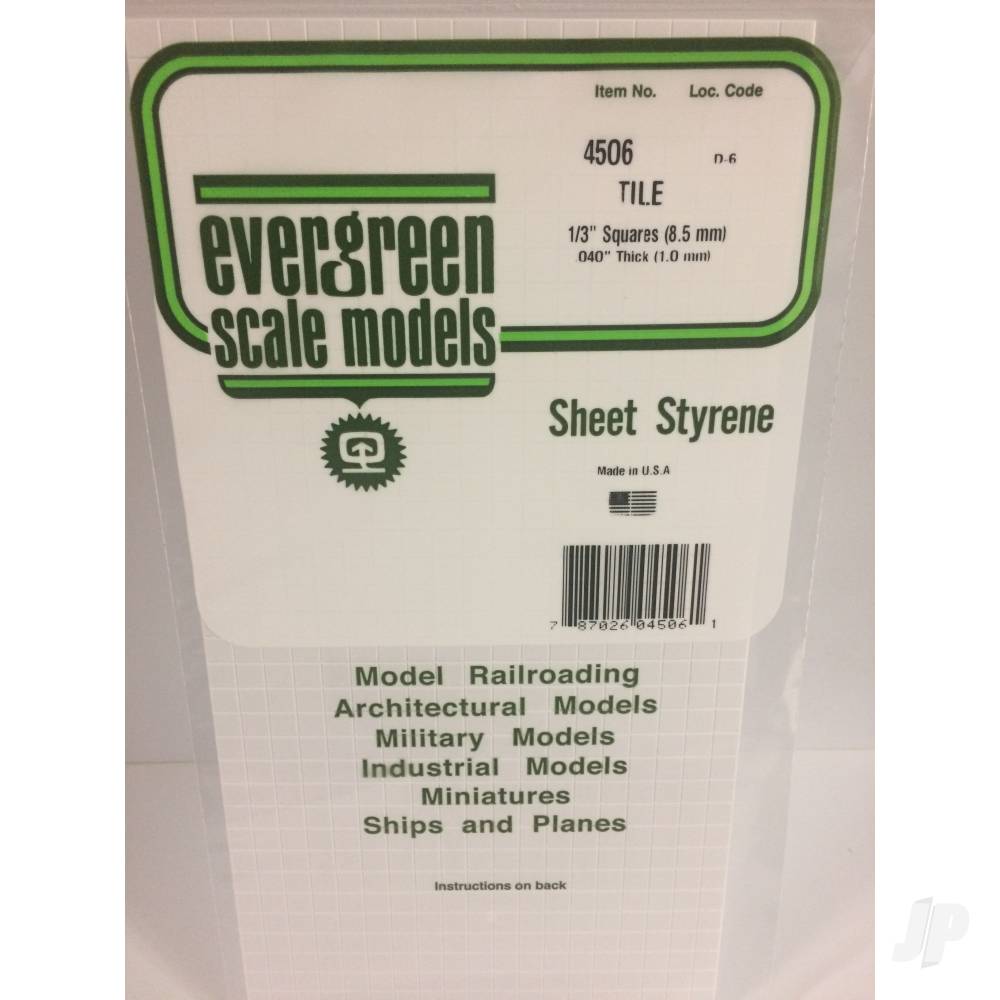 Item No. Loc. Code
4506 D-6
TILE
1/3" Squares (8.5 mm)
.040" Thick (1.0 mm)
evergreen
scale models
Sheet Styrene
Made in U.S.A
7 87026 04506 1
Model Railroading
Architectural Models
Military Models
Industrial Models
Miniatures
Ships and Planes
Instructions on back
JP